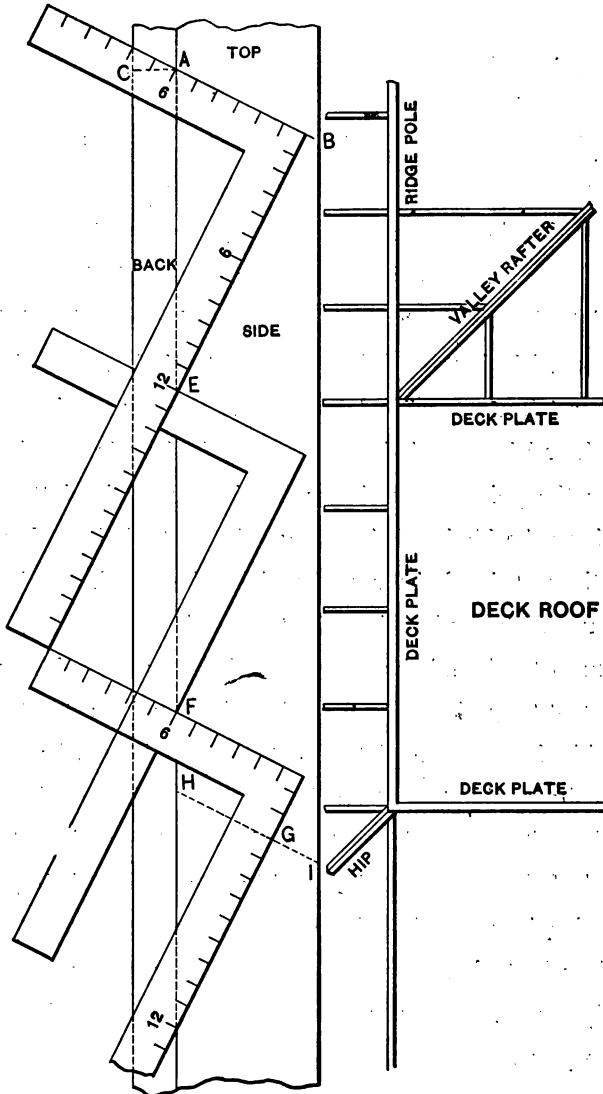 TOP
A
C
6
B
RIDGE POLE
6
VALLEY RAFTER
BACK
SIDE
12
E
DECK PLATE
DECK PLATE
DECK ROOF
F
6
H
DECK PLATE
G
I
HIP
12